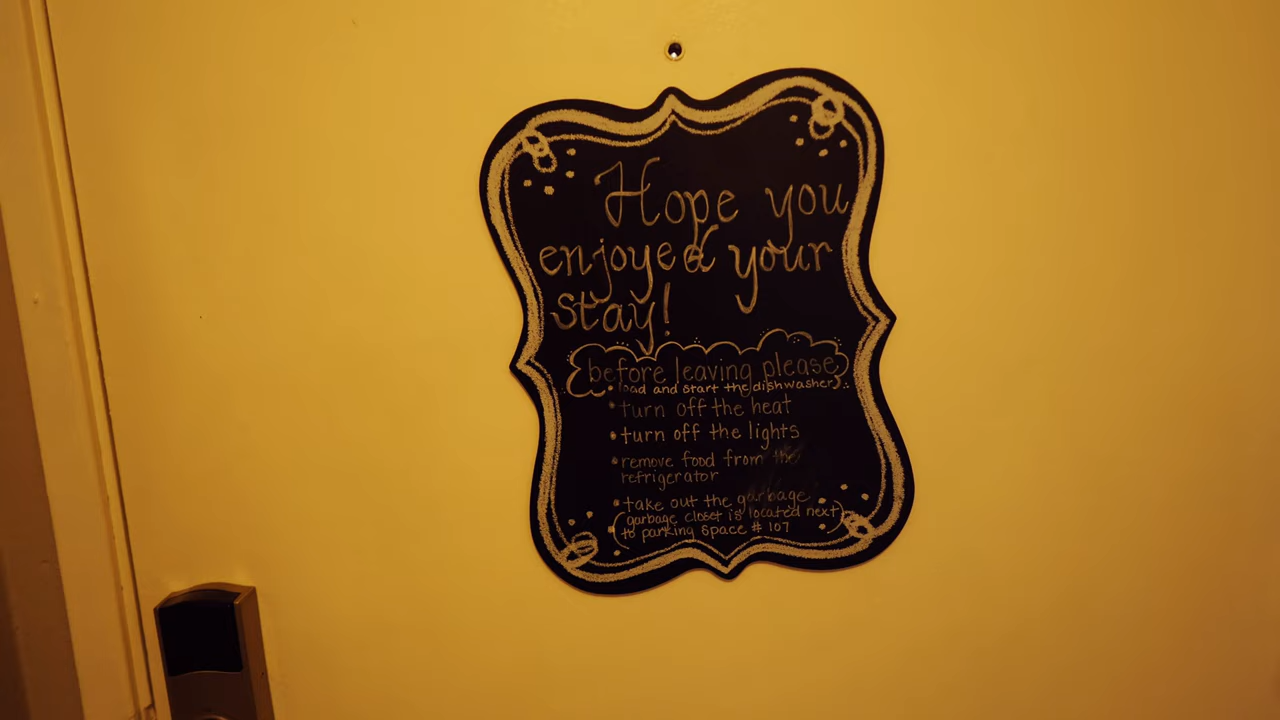 Hope you
enjoyed your
stay!
before leaving please
• load and start the dishwasher
• turn off the heat
• turn off the lights
• remove food from the
refrigerator
• take out the garbage
(garbage closet is located next
to parking space # 107)